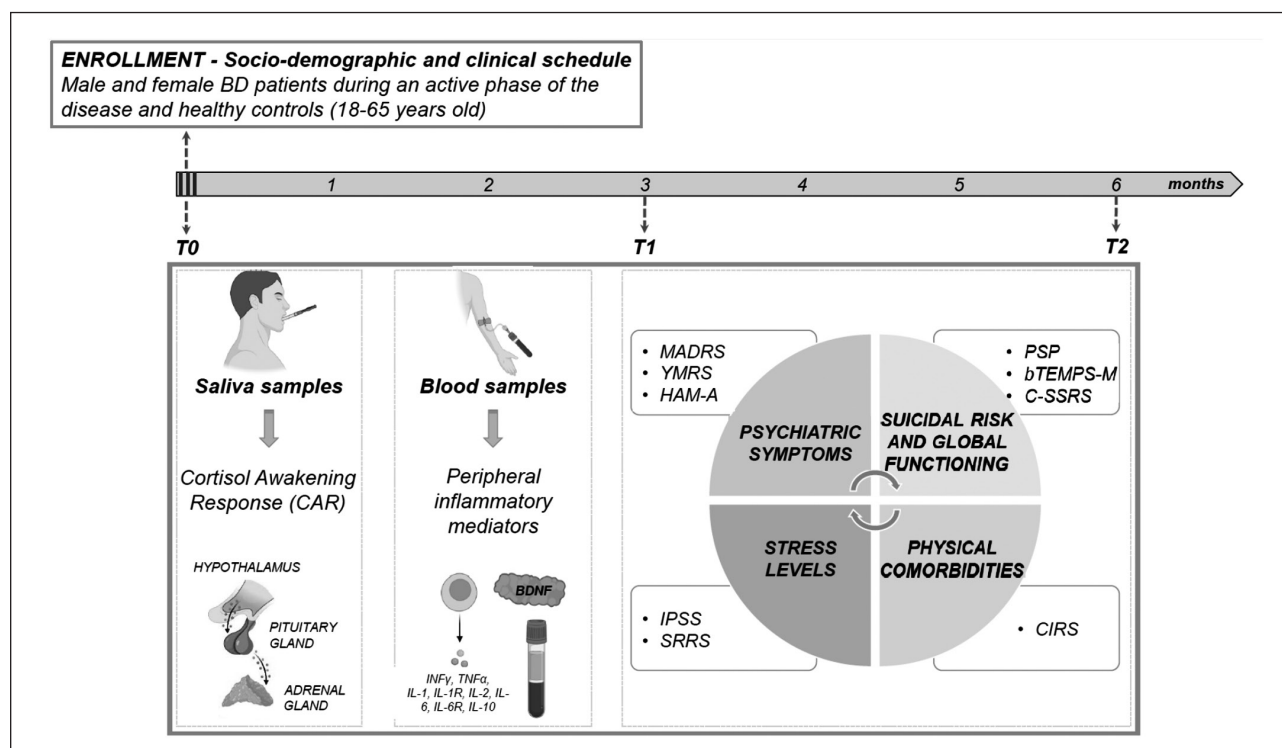 ENROLLMENT - Socio-demographic and clinical schedule
Male and female BD patients during an active phase of the
disease and healthy controls (18-65 years old)
1
2
3
4
5
6
months
T0
T1
T2
Saliva samples
Cortisol Awakening
Response (CAR)
HYPOTHALAMUS
PITUITARY
GLAND
ADRENAL
GLAND
Blood samples
Peripheral
inflammatory
mediators
BDNF
INFγ, TNFα,
IL-1, IL-1R, IL-2, IL-
6, IL-6R, IL-10
• MADRS
• YMRS
• HAM-A
• PSP
• bTEMPS-M
• C-SSRS
PSYCHIATRIC
SYMPTOMS
SUICIDAL RISK
AND GLOBAL
FUNCTIONING
STRESS
LEVELS
PHYSICAL
COMORBIDITIES
• IPSS
• SRRS
• CIRS